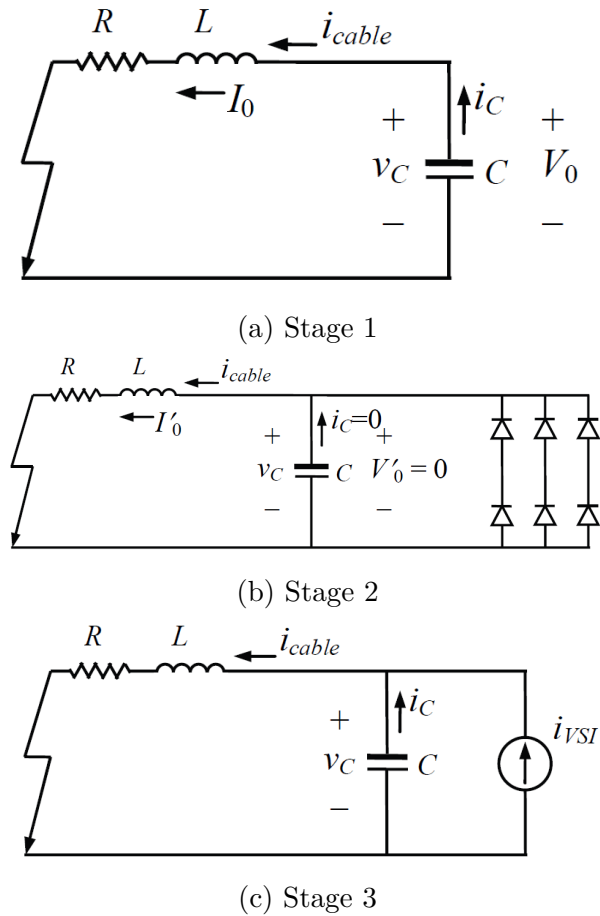 R L i_cable
I_0 i_C
+ +
v_C C V_0
− −
(a) Stage 1
R L i_cable
I′_0 i_C=0
+ +
v_C C V′_0 = 0
− −
(b) Stage 2
R L i_cable
+ i_C i_VSI
v_C C
−
(c) Stage 3